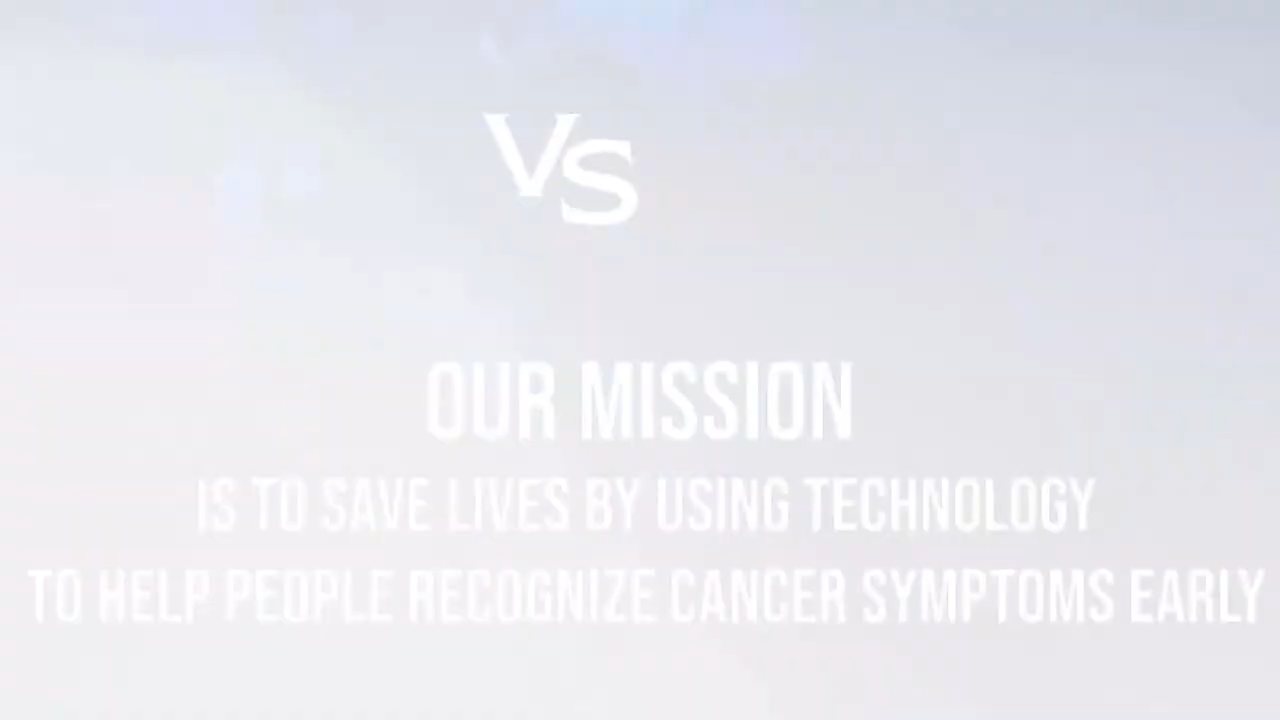 VS
OUR MISSION
IS TO SAVE LIVES BY USING TECHNOLOGY
TO HELP PEOPLE RECOGNIZE CANCER SYMPTOMS EARLY